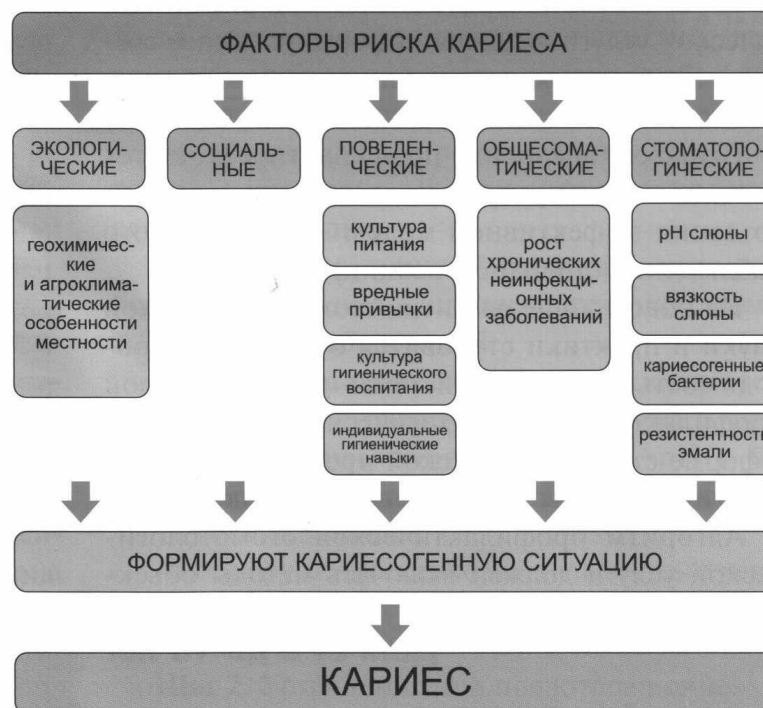 ФАКТОРЫ РИСКА КАРИЕСА
ЭКОЛОГИ-
ЧЕСКИЕ
СОЦИАЛЬ-
НЫЕ
ПОВЕДЕН-
ЧЕСКИЕ
ОБЩЕСОМА-
ТИЧЕСКИЕ
СТОМАТОЛО-
ГИЧЕСКИЕ
геохимичес-
кие
и агроклима-
тические
особенности
местности
культура
питания
вредные
привычки
культура
гигиенического
воспитания
индивидуальные
гигиенические
навыки
рост
хронических
неинфекци-
онных
заболеваний
pH слюны
вязкость
слюны
кариесогенные
бактерии
резистентность
эмали
ФОРМИРУЮТ КАРИЕСОГЕННУЮ СИТУАЦИЮ
КАРИЕС